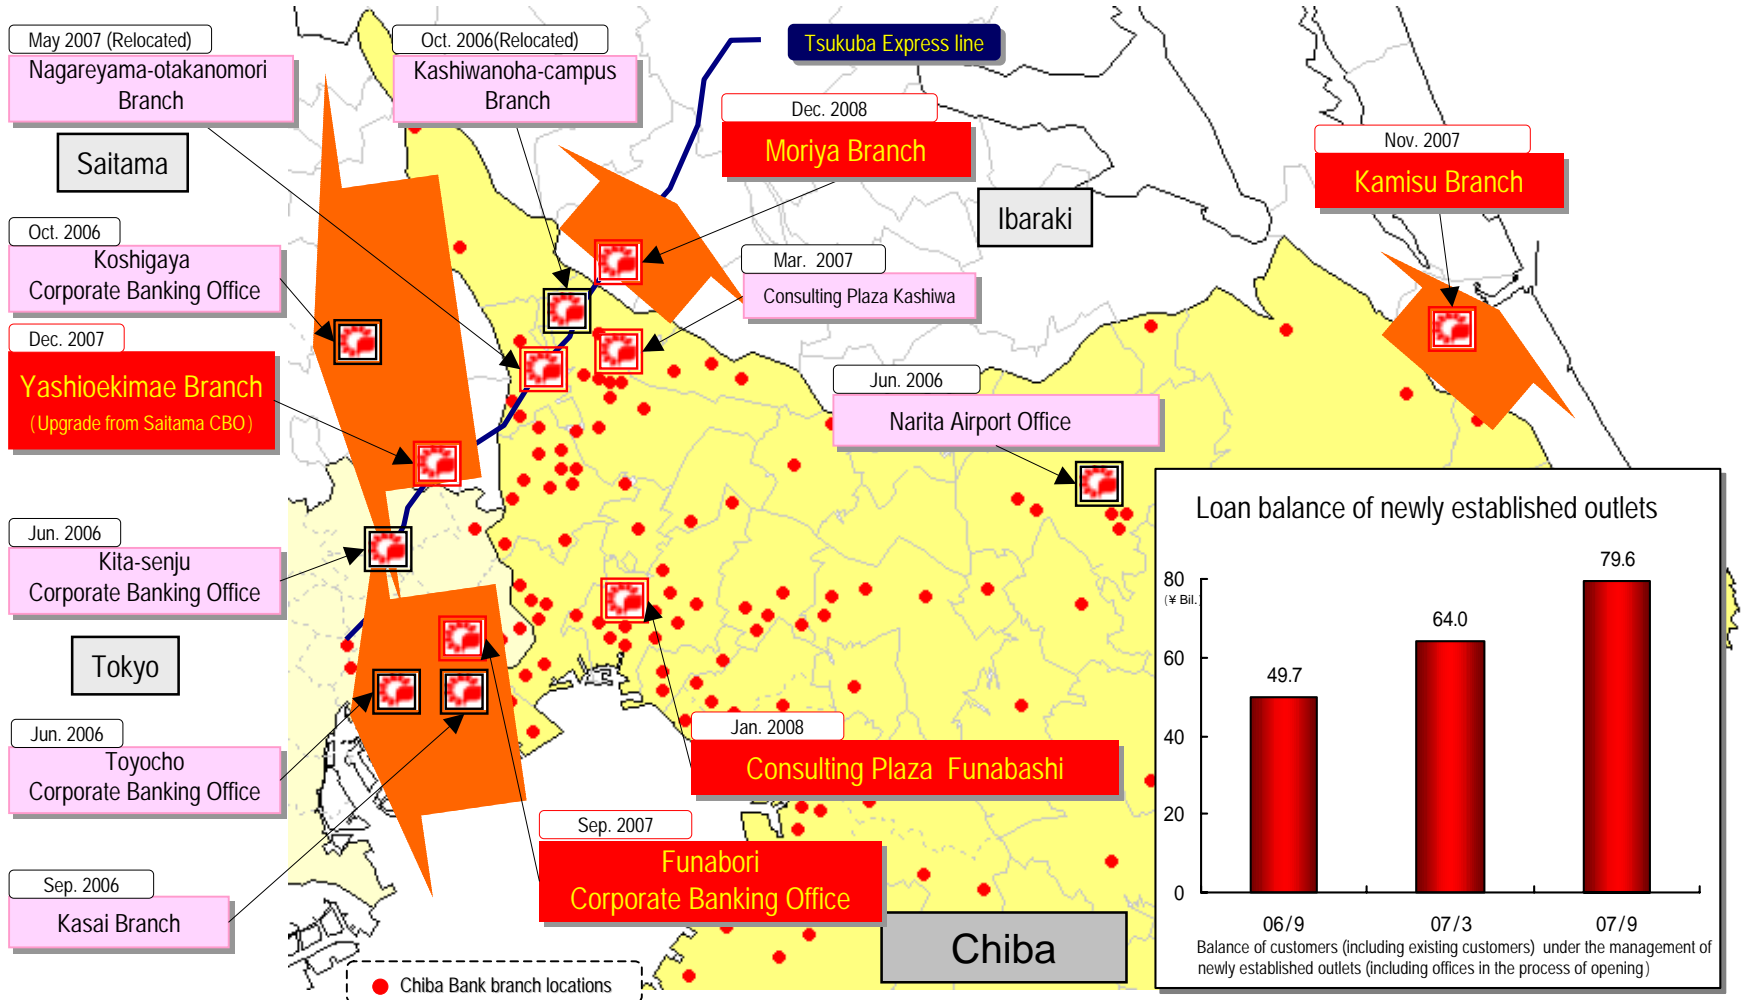 May 2007 (Relocated)
Nagareyama-otakanomori
Branch
Oct. 2006(Relocated)
Kashiwanoha-campus
Branch
Tsukuba Express line
Dec. 2008
Moriya Branch
Nov. 2007
Kamisu Branch
Saitama
Ibaraki
Oct. 2006
Koshigaya
Corporate Banking Office
Mar. 2007
Consulting Plaza Kashiwa
Dec. 2007
Yashioekimae Branch
(Upgrade from Saitama CBO)
Jun. 2006
Narita Airport Office
Jun. 2006
Kita-senju
Corporate Banking Office
Tokyo
Jun. 2006
Toyocho
Corporate Banking Office
Jan. 2008
Consulting Plaza Funabashi
Sep. 2007
Funabori
Corporate Banking Office
Sep. 2006
Kasai Branch
Chiba
Chiba Bank branch locations
Loan balance of newly established outlets
80
(¥ Bil.)
60
40
20
0
49.7
64.0
79.6
06/9
07/3
07/9
Balance of customers (including existing customers) under the management of
newly established outlets (including offices in the process of opening)